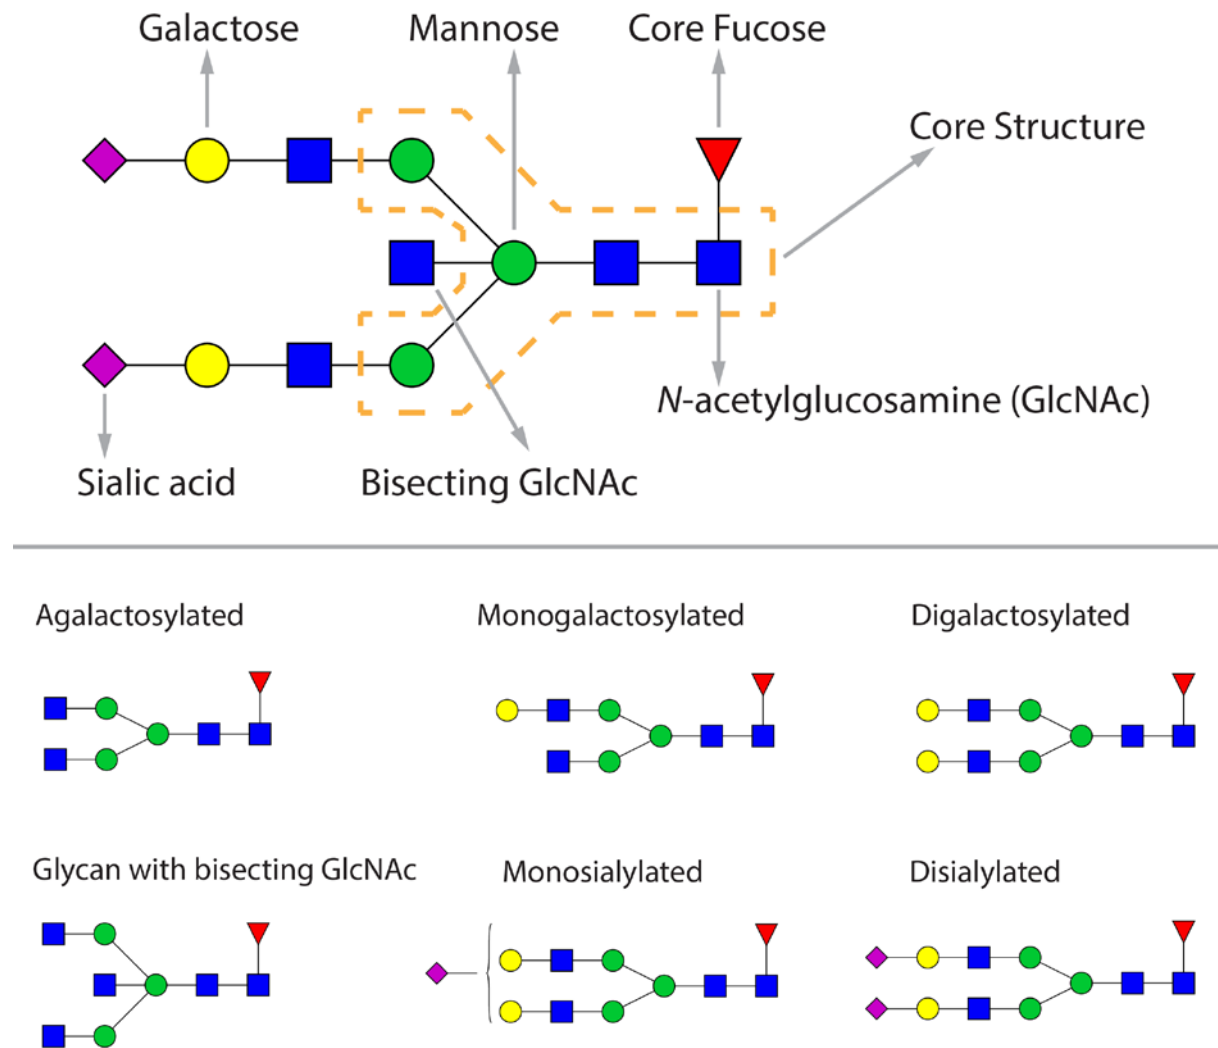 Galactose
Mannose
Core Fucose
Core Structure
N-acetylglucosamine (GlcNAc)
Sialic acid
Bisecting GlcNAc
Agalactosylated
Monogalactosylated
Digalactosylated
Glycan with bisecting GlcNAc
Monosialylated
Disialylated